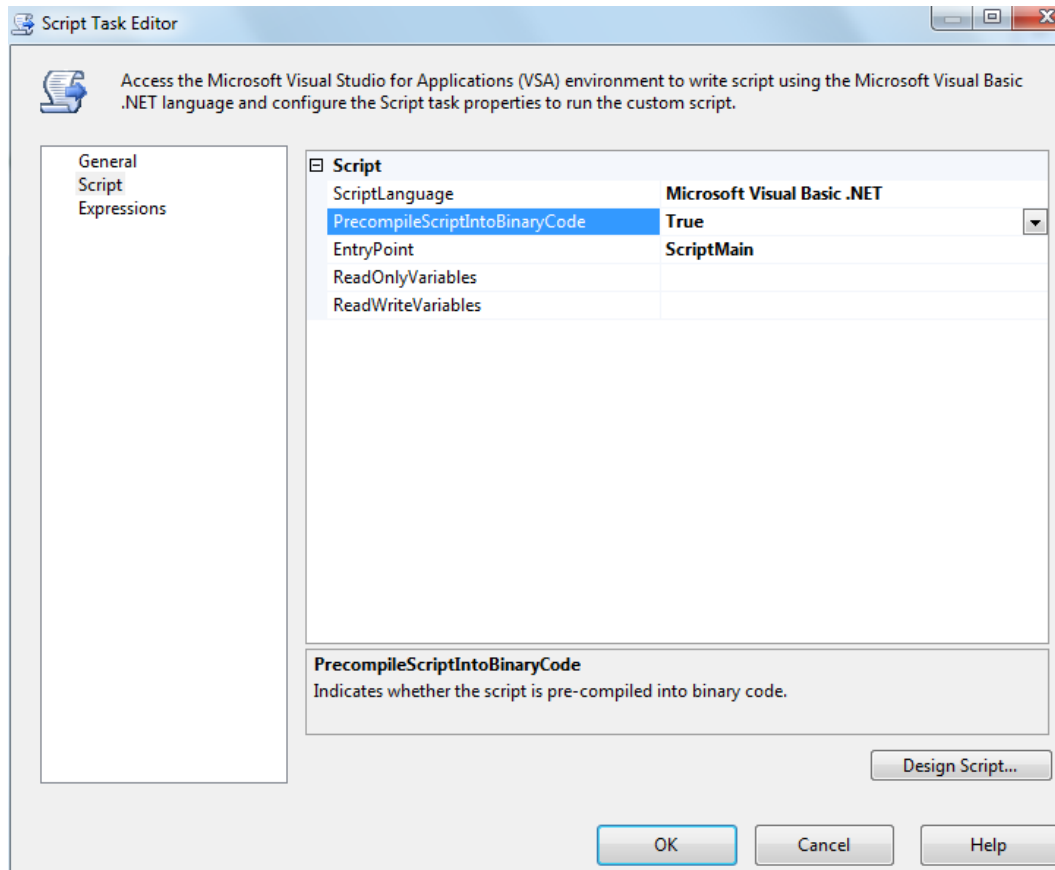 Script Task Editor
Access the Microsoft Visual Studio for Applications (VSA) environment to write script using the Microsoft Visual Basic
.NET language and configure the Script task properties to run the custom script.
General
Script
Expressions
Script
ScriptLanguage Microsoft Visual Basic .NET
PrecompileScriptIntoBinaryCode True
EntryPoint ScriptMain
ReadOnlyVariables
ReadWriteVariables
PrecompileScriptIntoBinaryCode
Indicates whether the script is pre-compiled into binary code.
Design Script...
OK Cancel Help